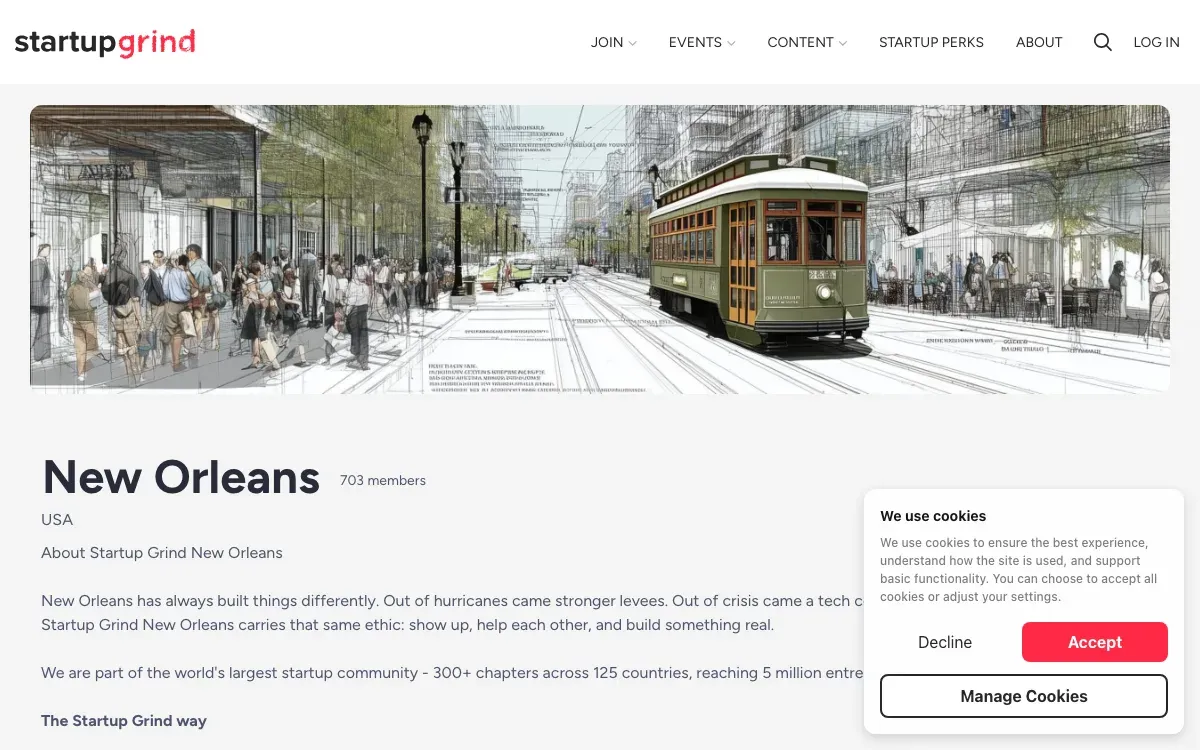 startupgrind
JOIN
EVENTS
CONTENT
STARTUP PERKS
ABOUT
LOG IN
New Orleans
703 members
USA
About Startup Grind New Orleans
New Orleans has always built things differently. Out of hurricanes came stronger levees. Out of crisis came a tech
Startup Grind New Orleans carries that same ethic: show up, help each other, and build something real.
We are part of the world's largest startup community - 300+ chapters across 125 countries, reaching 5 million entre
The Startup Grind way
We use cookies
We use cookies to ensure the best experience,
understand how the site is used, and support
basic functionality. You can choose to accept all
cookies or adjust your settings.
Decline
Accept
Manage Cookies